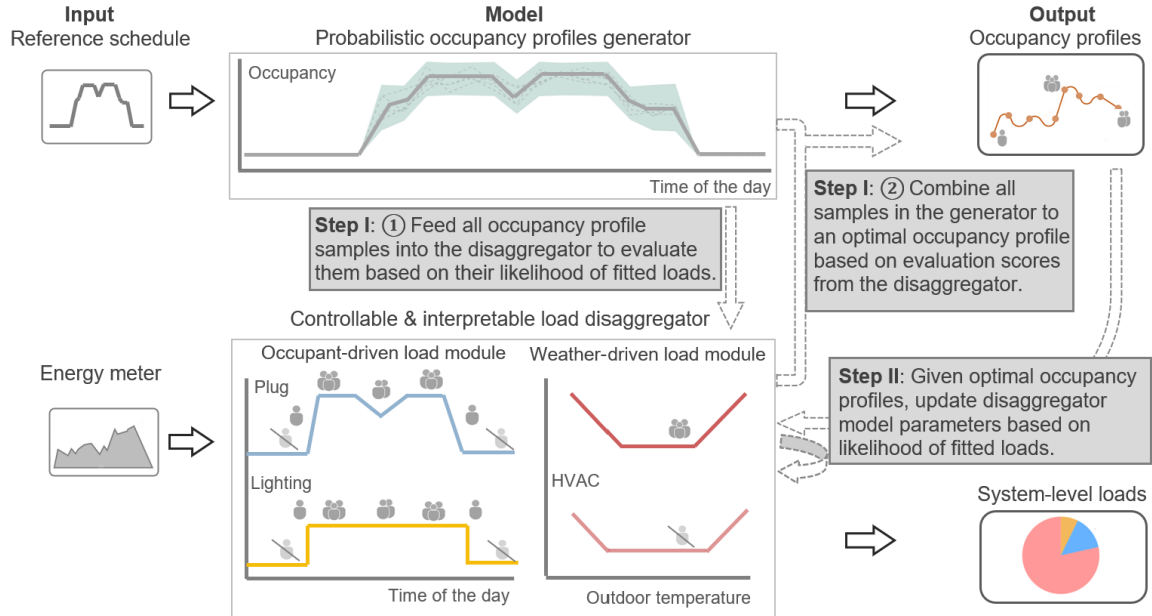 Input
Reference schedule
Model
Probabilistic occupancy profiles generator
Output
Occupancy profiles
Occupancy
Time of the day
Step I: ① Feed all occupancy profile
samples into the disaggregator to evaluate
them based on their likelihood of fitted loads.
Step I: ② Combine all
samples in the generator to
an optimal occupancy profile
based on evaluation scores
from the disaggregator.
Controllable & interpretable load disaggregator
Energy meter
Occupant-driven load module
Plug
Lighting
Time of the day
Weather-driven load module
HVAC
Outdoor temperature
Step II: Given optimal occupancy
profiles, update disaggregator
model parameters based on
likelihood of fitted loads.
System-level loads